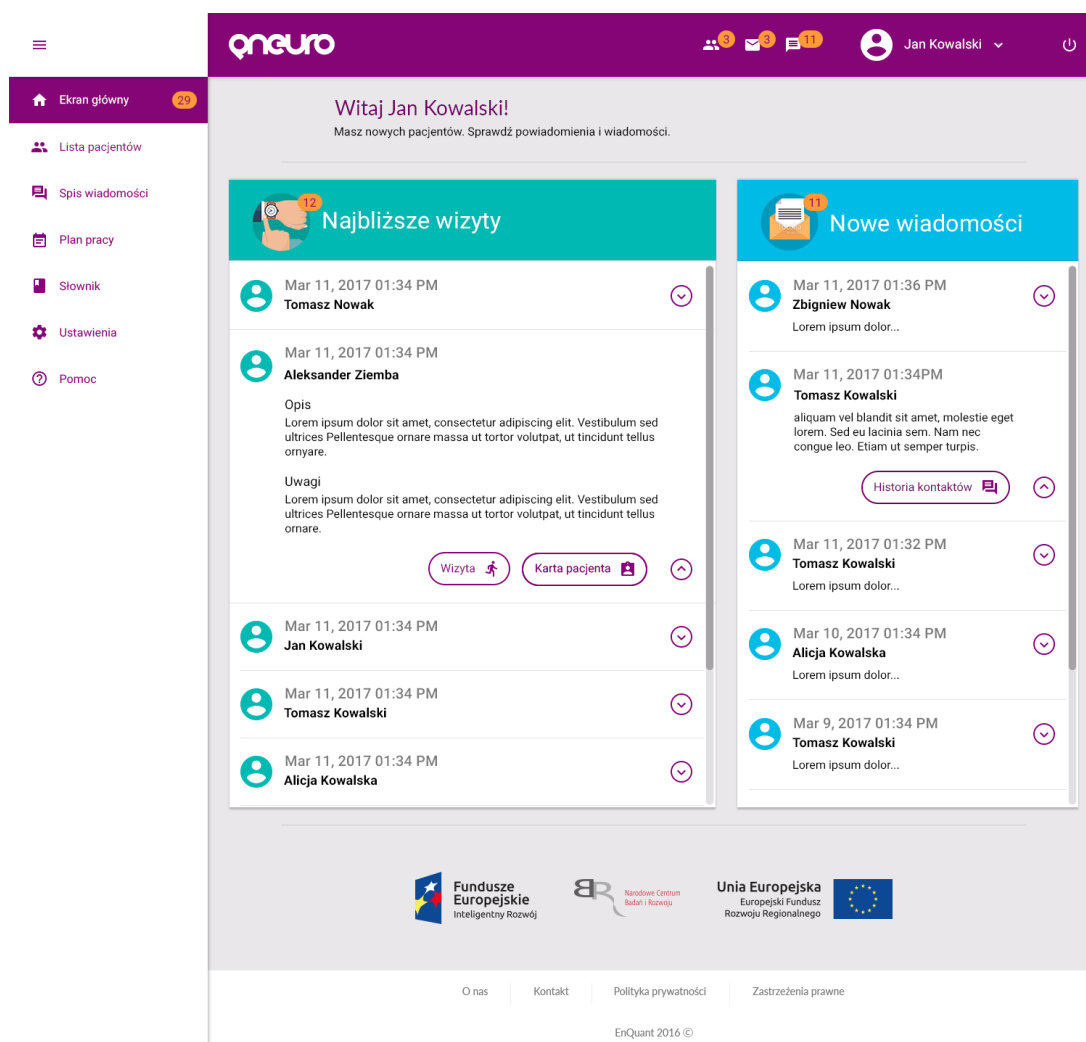 qneuro
3
3
11
Jan Kowalski
Ekran główny
29
Lista pacjentów
Spis wiadomości
Plan pracy
Słownik
Ustawienia
Pomoc
Witaj Jan Kowalski!
Masz nowych pacjentów. Sprawdź powiadomienia i wiadomości.
12
Najbliższe wizyty
Mar 11, 2017 01:34 PM
Tomasz Nowak
Mar 11, 2017 01:34 PM
Aleksander Ziemba
Opis
Lorem ipsum dolor sit amet, consectetur adipiscing elit. Vestibulum sed
ultrices Pellentesque ornare massa ut tortor volutpat, ut tincidunt tellus
ornyare.
Uwagi
Lorem ipsum dolor sit amet, consectetur adipiscing elit. Vestibulum sed
ultrices Pellentesque ornare massa ut tortor volutpat, ut tincidunt tellus
ornare.
Wizyta
Karta pacjenta
Mar 11, 2017 01:34 PM
Jan Kowalski
Mar 11, 2017 01:34 PM
Tomasz Kowalski
Mar 11, 2017 01:34 PM
Alicja Kowalska
11
Nowe wiadomości
Mar 11, 2017 01:36 PM
Zbigniew Nowak
Lorem ipsum dolor...
Mar 11, 2017 01:34PM
Tomasz Kowalski
aliquam vel blandit sit amet, molestie eget
lorem. Sed eu lacinia sem. Nam nec
congue leo. Etiam ut semper turpis.
Historia kontaktów
Mar 11, 2017 01:32 PM
Tomasz Kowalski
Lorem ipsum dolor...
Mar 10, 2017 01:34 PM
Alicja Kowalska
Lorem ipsum dolor...
Mar 9, 2017 01:34 PM
Tomasz Kowalski
Lorem ipsum dolor...
Fundusze
Europejskie
Inteligentny Rozwój
BR
Narodowe Centrum
Badań i Rozwoju
Unia Europejska
Europejski Fundusz
Rozwoju Regionalnego
O nas
Kontakt
Polityka prywatności
Zastrzeżenia prawne
EnQuant 2016 ©